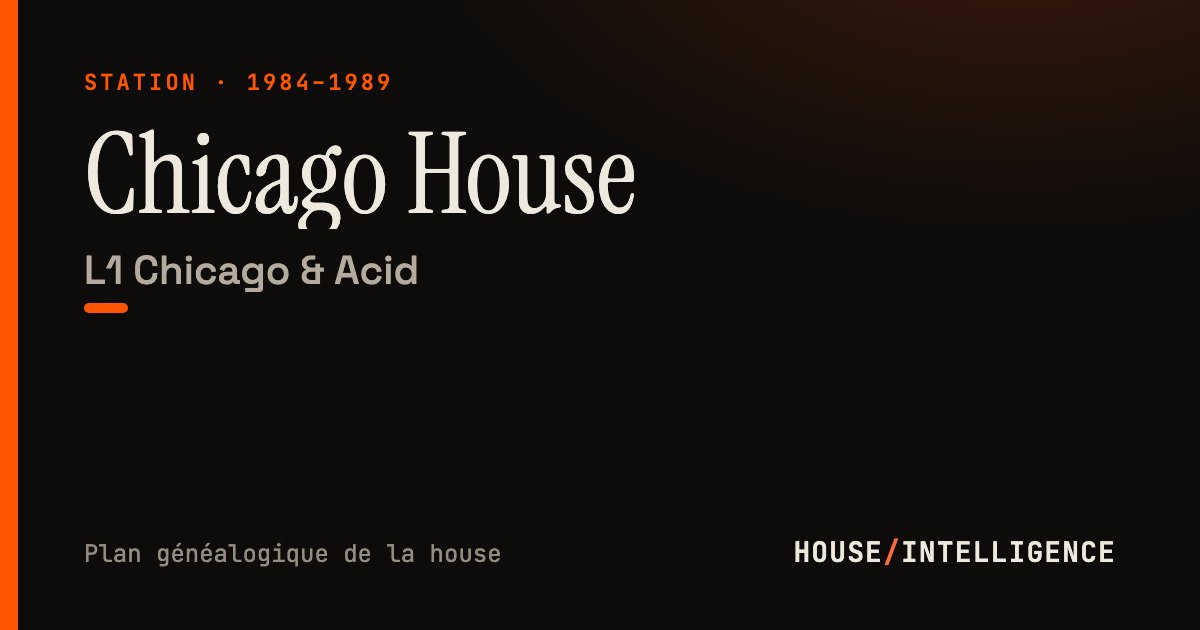 STATION · 1984–1989
Chicago House
L1 Chicago & Acid
Plan généalogique de la house
HOUSE/INTELLIGENCE